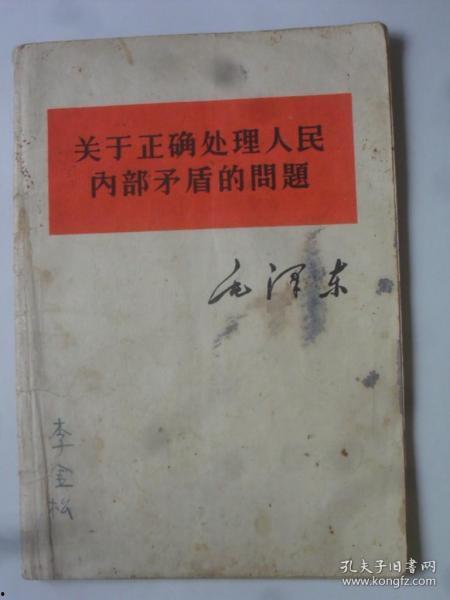 关于正确处理人民
內部矛盾的問題
毛泽东
李金松
孔夫子旧书网
www.kongfz.com